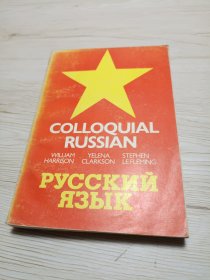 COLLOQUIAL
RUSSIAN
WILLIAM YELENA STEPHEN
HARRISON CLARKSON LE FLEMING
РУССКИЙ
ЯЗЫК